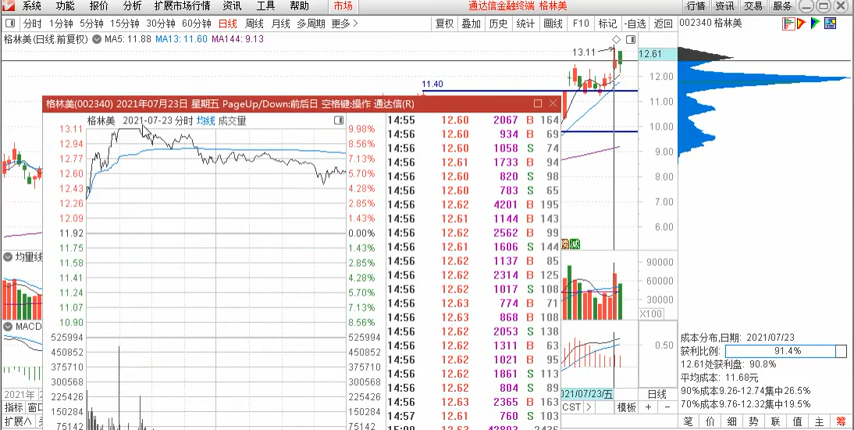 系统 功能 报价 分析 扩展市场行情 资讯 工具 帮助 市场 通达信金融终端 格林美 行情 资讯 交易 服务
分时 1分钟 5分钟 15分钟 30分钟 60分钟 日线 周线 月线 多周期 更多 复权 叠加 历史 统计 画线 F10 标记 -自选 返回 002340 格林美
格林美(日线 前复权) MA5: 11.88 MA13: 11.60 MA144: 9.13
13.11
12.61
12.00
11.00
10.00
9.00
8.00
7.00
6.00
11.40
格林美(002340) 2021年07月23日 星期五 PageUp/Down:前后日 空格键:操作 通达信(R)
格林美 2021-07-23 分时 均线 成交量
13.11 9.98%
12.94 8.56%
12.77 7.13%
12.60 5.70%
12.43 4.28%
12.26 2.85%
12.09 1.43%
11.92 0.00%
11.75 1.43%
11.58 2.85%
11.41 4.28%
11.24 5.70%
11.07 7.13%
10.90 8.56%
525994 525994
450852 450852
375710 375710
300568 300568
225426 225426
150284 150284
75142 75142
14:55 12.60 2067 B 164
14:56 12.60 934 B 69
14:56 12.60 1058 S 74
14:56 12.61 1733 B 94
14:56 12.60 820 S 98
14:56 12.60 783 S 65
14:56 12.62 4201 B 195
14:56 12.61 1144 B 143
14:56 12.62 2562 B 99
14:56 12.61 1606 S 144
14:56 12.62 1137 B 85
14:56 12.62 2314 B 125
14:56 12.62 1017 S 108
14:56 12.63 774 B 71
14:56 12.63 868 B 108
14:56 12.62 2053 S 138
14:56 12.62 1311 B 63
14:56 12.62 1021 B 95
14:56 12.62 1861 S 113
14:56 12.62 804 S 89
14:56 12.63 2365 B 163
14:57 12.61 760 S 103
15:00 12.63 42803 2436
减
均量线
90000
60000
30000
X100
MACD
0.50
2021年
021/07/23/五 日线
指标 窗口
CST 模板 + -
扩展∧
成本分布,日期: 2021/07/23
获利比例: 91.4%
12.61处获利盘: 90.8%
平均成本: 11.68元
90%成本9.26-12.74集中26.5%
70%成本9.76-12.32集中19.5%
笔 价 细 势 联 值 主 筹